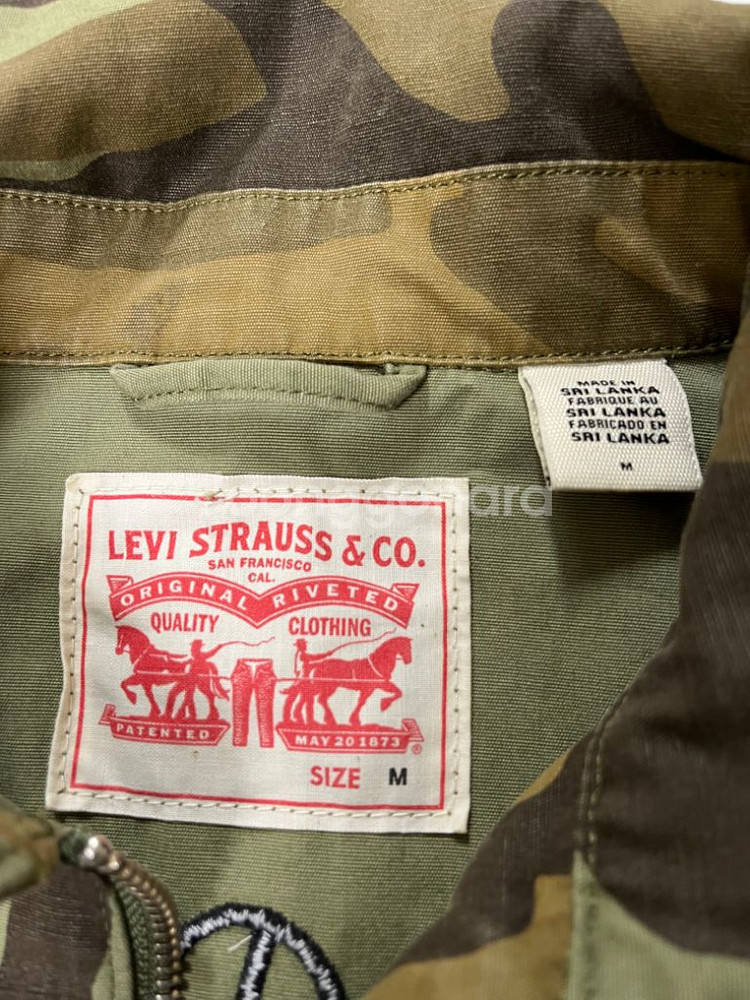 MADE IN
SRI LANKA
FABRIQUE AU
SRI LANKA
FABRICADO EN
SRI LANKA
M
LEVI STRAUSS & CO.
SAN FRANCISCO
CAL.
ORIGINAL RIVETED
QUALITY CLOTHING
PATENTED MAY 20 1873 ®
SIZE M